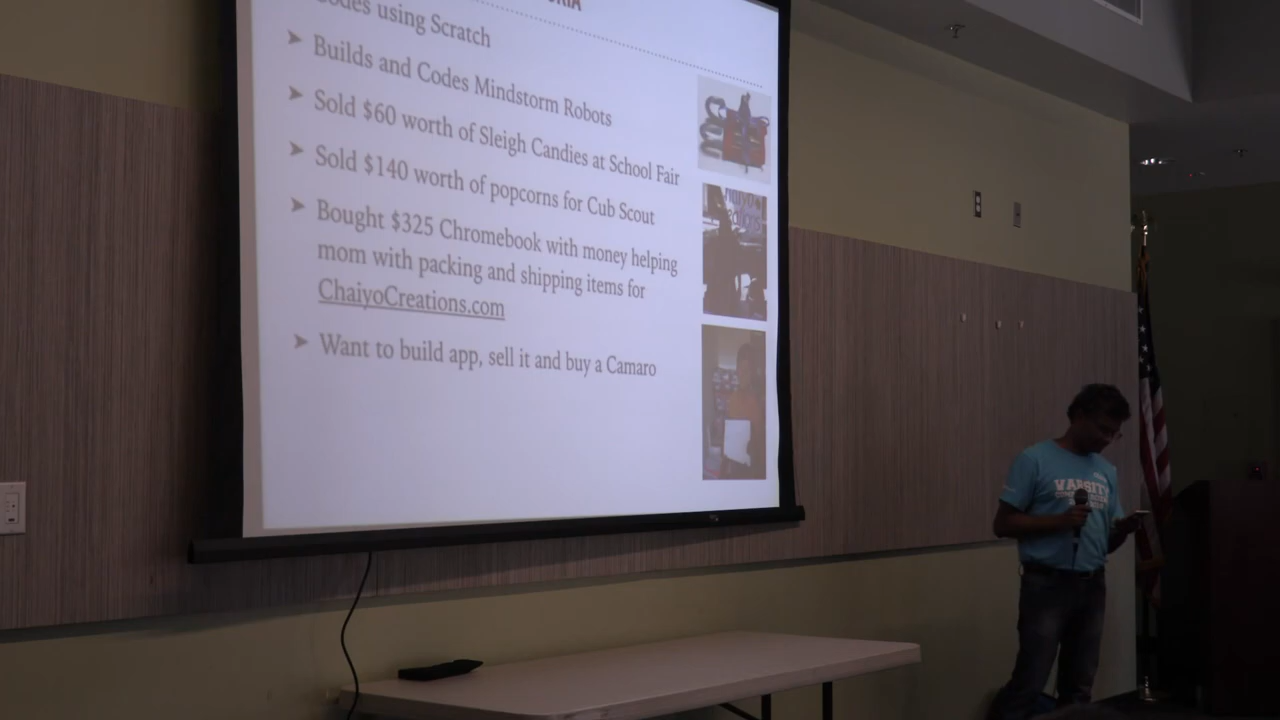 Codes using Scratch
➤ Builds and Codes Mindstorm Robots
➤ Sold $60 worth of Sleigh Candies at School Fair
➤ Sold $140 worth of popcorns for Cub Scout
➤ Bought $325 Chromebook with money helping
mom with packing and shipping items for
ChaiyoCreations.com
➤ Want to build app, sell it and buy a Camaro
VARSITY